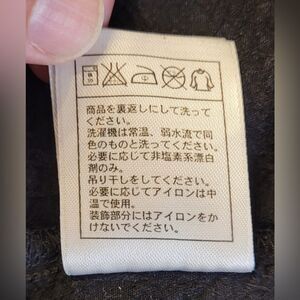 商品を裏返しにして洗って
ください。
洗濯機は常温、弱水流で同
色のものと洗ってください。
必要に応じて非塩素系漂白
剤のみ。
吊り干しをしてください。
必要に応じてアイロンは中
温で使用。
装飾部分にはアイロンをか
けないでください。